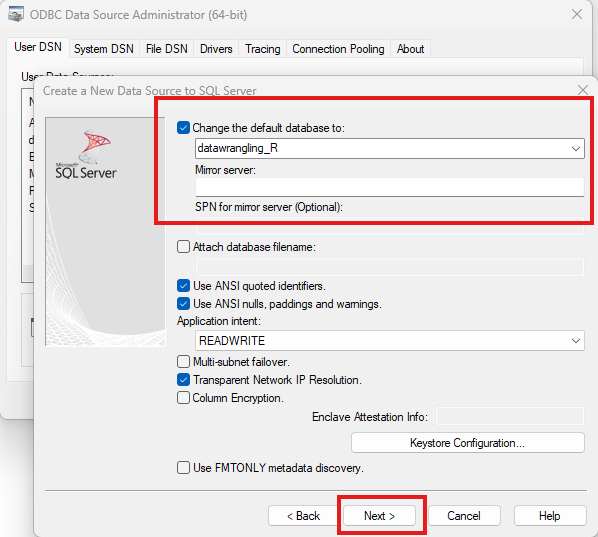 ODBC Data Source Administrator (64-bit)
User DSN System DSN File DSN Drivers Tracing Connection Pooling About
User Data Sources:
Create a New Data Source to SQL Server
Microsoft
SQL Server
Change the default database to:
datawrangling_R
Mirror server:
SPN for mirror server (Optional):
Attach database filename:
Use ANSI quoted identifiers.
Use ANSI nulls, paddings and warnings.
Application intent:
READWRITE
Multi-subnet failover.
Transparent Network IP Resolution.
Column Encryption.
Enclave Attestation Info:
Keystore Configuration...
Use FMTONLY metadata discovery.
< Back Next > Cancel Help